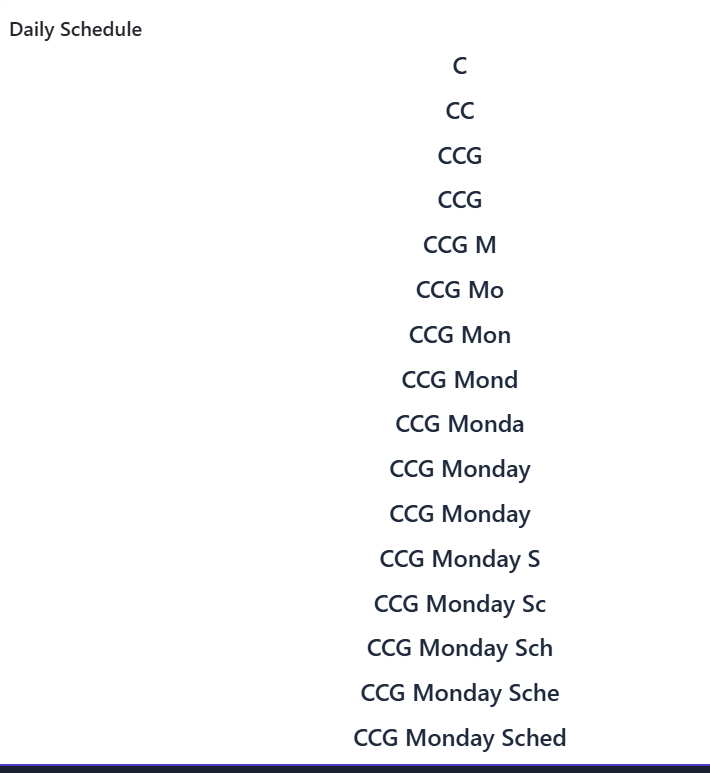 Daily Schedule
C
CC
CCG
CCG
CCG M
CCG Mo
CCG Mon
CCG Mond
CCG Monda
CCG Monday
CCG Monday
CCG Monday S
CCG Monday Sc
CCG Monday Sch
CCG Monday Sche
CCG Monday Sched